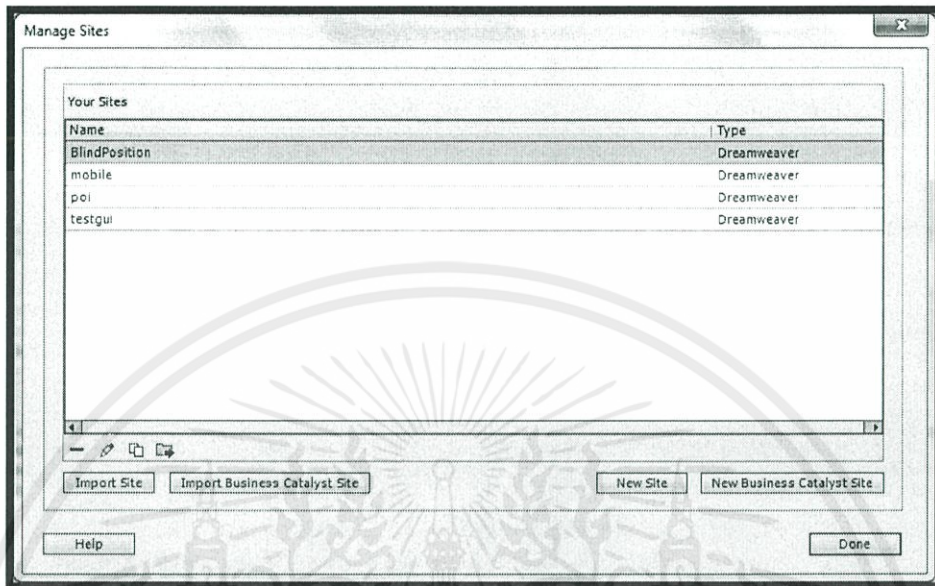 Manage Sites
Your Sites
Name Type
BlindPosition Dreamweaver
mobile Dreamweaver
poi Dreamweaver
testgui Dreamweaver
Import Site Import Business Catalyst Site New Site New Business Catalyst Site
Help Done